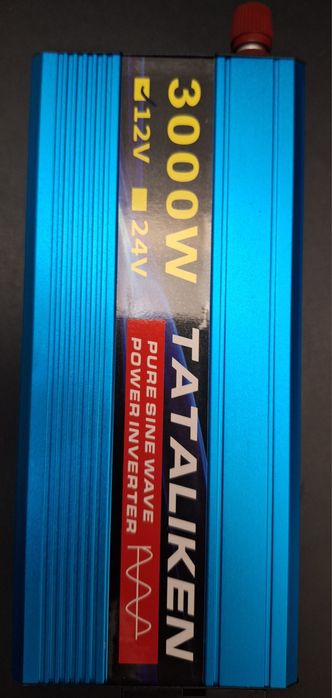 3000W TATALIKEN
12V 24V
PURE SINE WAVE
POWER INVERTER